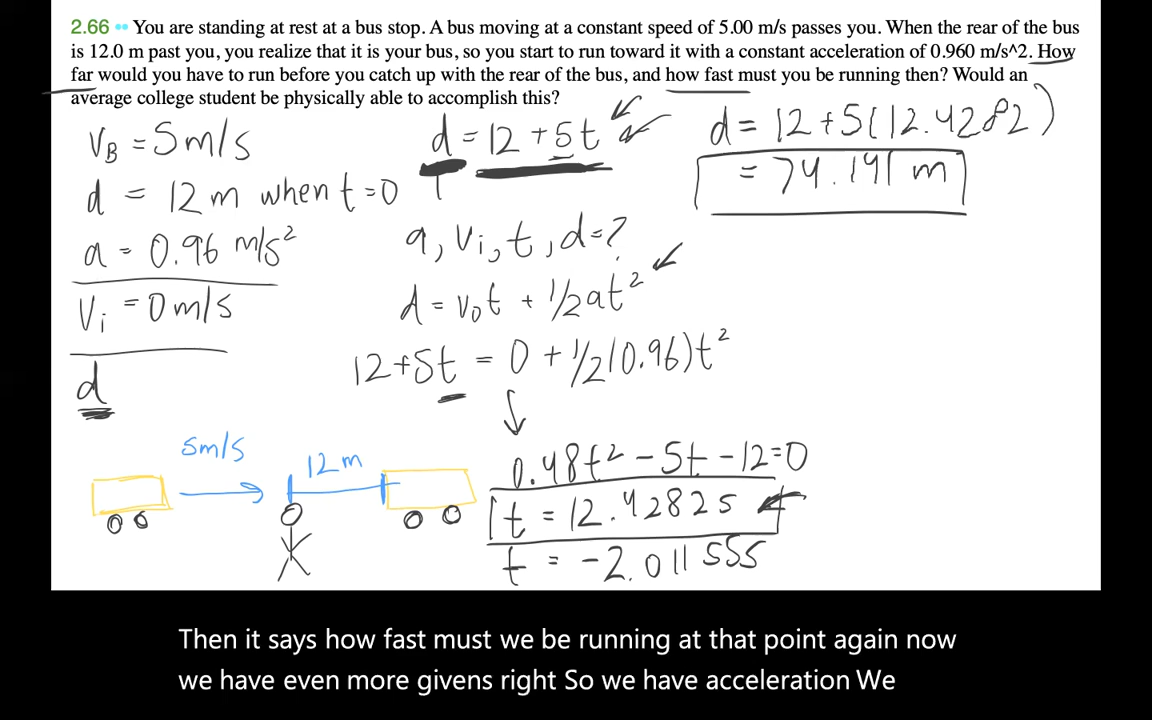 2.66 •• You are standing at rest at a bus stop. A bus moving at a constant speed of 5.00 m/s passes you. When the rear of the bus
is 12.0 m past you, you realize that it is your bus, so you start to run toward it with a constant acceleration of 0.960 m/s^2. How
far would you have to run before you catch up with the rear of the bus, and how fast must you be running then? Would an
average college student be physically able to accomplish this?
V_B = 5m/s
d = 12 m when t=0
a = 0.96 m/s²
V_i = 0 m/s
d
d = 12 + 5t
a, V_i, t, d=?
d = V_0t + 1/2at²
12+5t = 0 + 1/2(0.96)t²
0.48t² - 5t - 12=0
t = 12.4282s
t = -2.01155s
d = 12 + 5(12.4282)
= 74.141 m
5m/s
12 m
Then it says how fast must we be running at that point again now
we have even more givens right So we have acceleration We